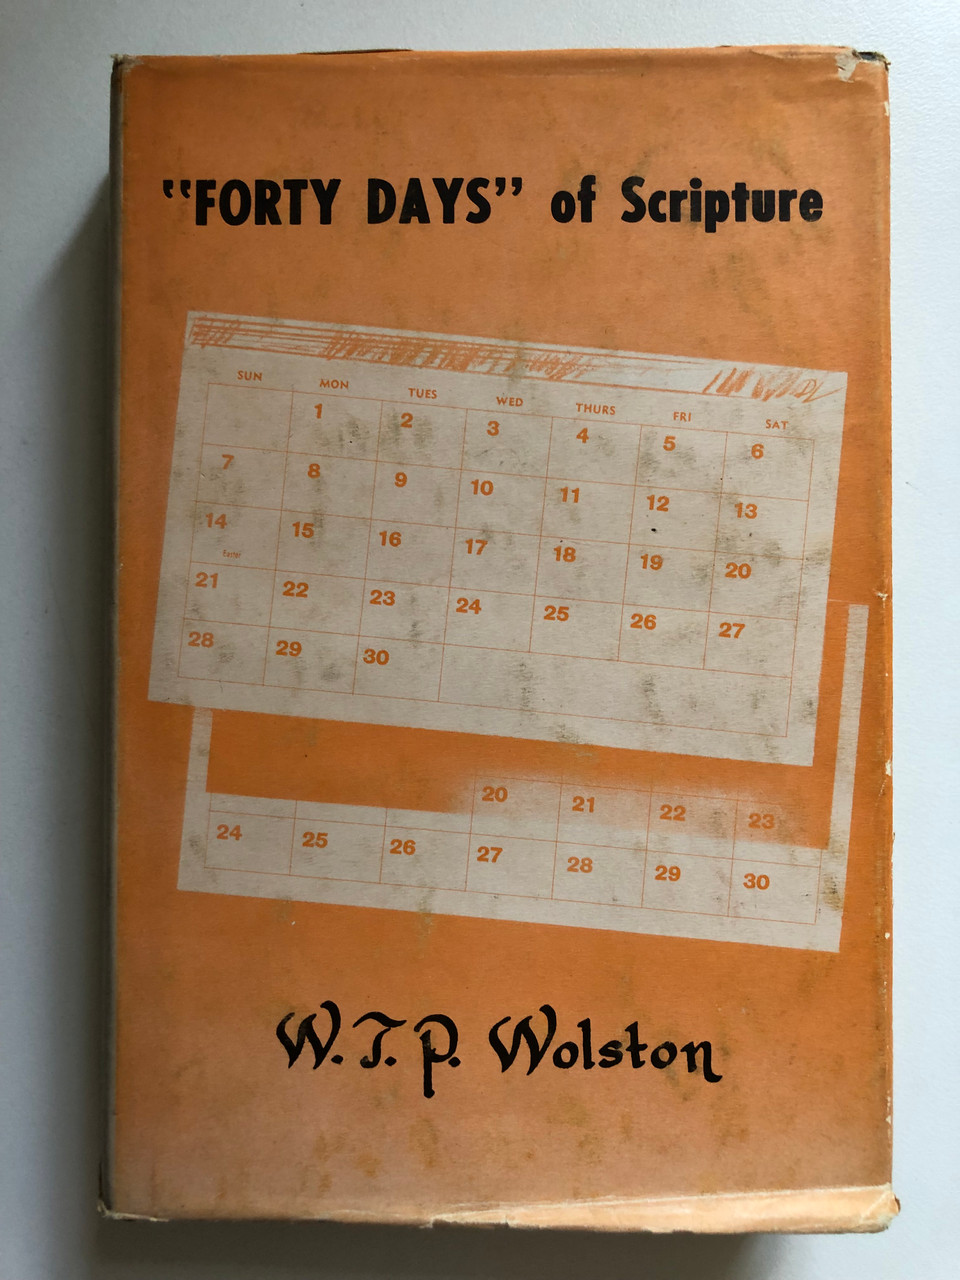 "FORTY DAYS" of Scripture
SUN MON TUES WED THURS FRI SAT
1 2 3 4 5 6
7 8 9 10 11 12 13
14 15 16 17 18 19 20
Easter
21 22 23 24 25 26 27
28 29 30
20 21 22 23
24 25 26 27 28 29 30
W.T.P. Wolston